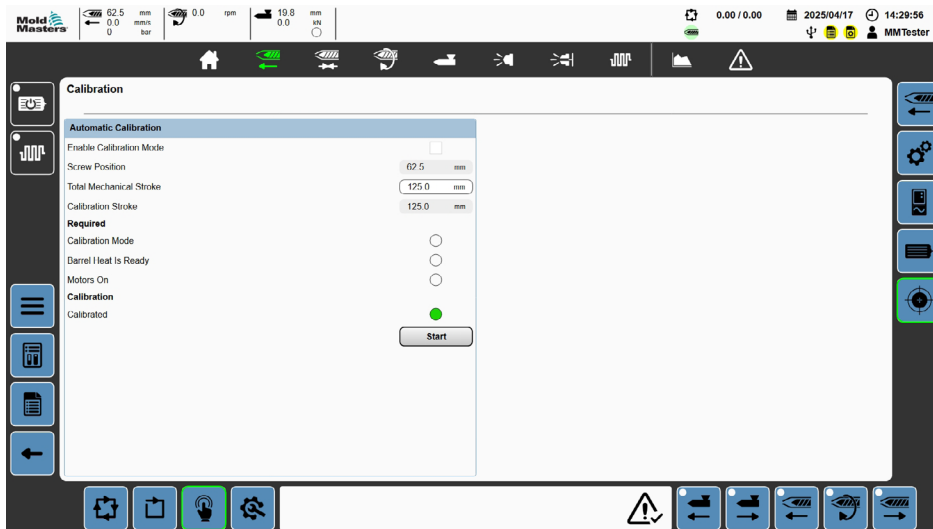 Mold
Masters
62.5 mm
0.0 mm/s
0 bar
0.0 rpm
19.8 mm
0.0 kN
0.00 / 0.00
2025/04/17
14:29:56
MMTester
Calibration
Automatic Calibration
Enable Calibration Mode
Screw Position 62.5 mm
Total Mechanical Stroke 125.0 mm
Calibration Stroke 125.0 mm
Required
Calibration Mode
Barrel Heat Is Ready
Motors On
Calibration
Calibrated
Start